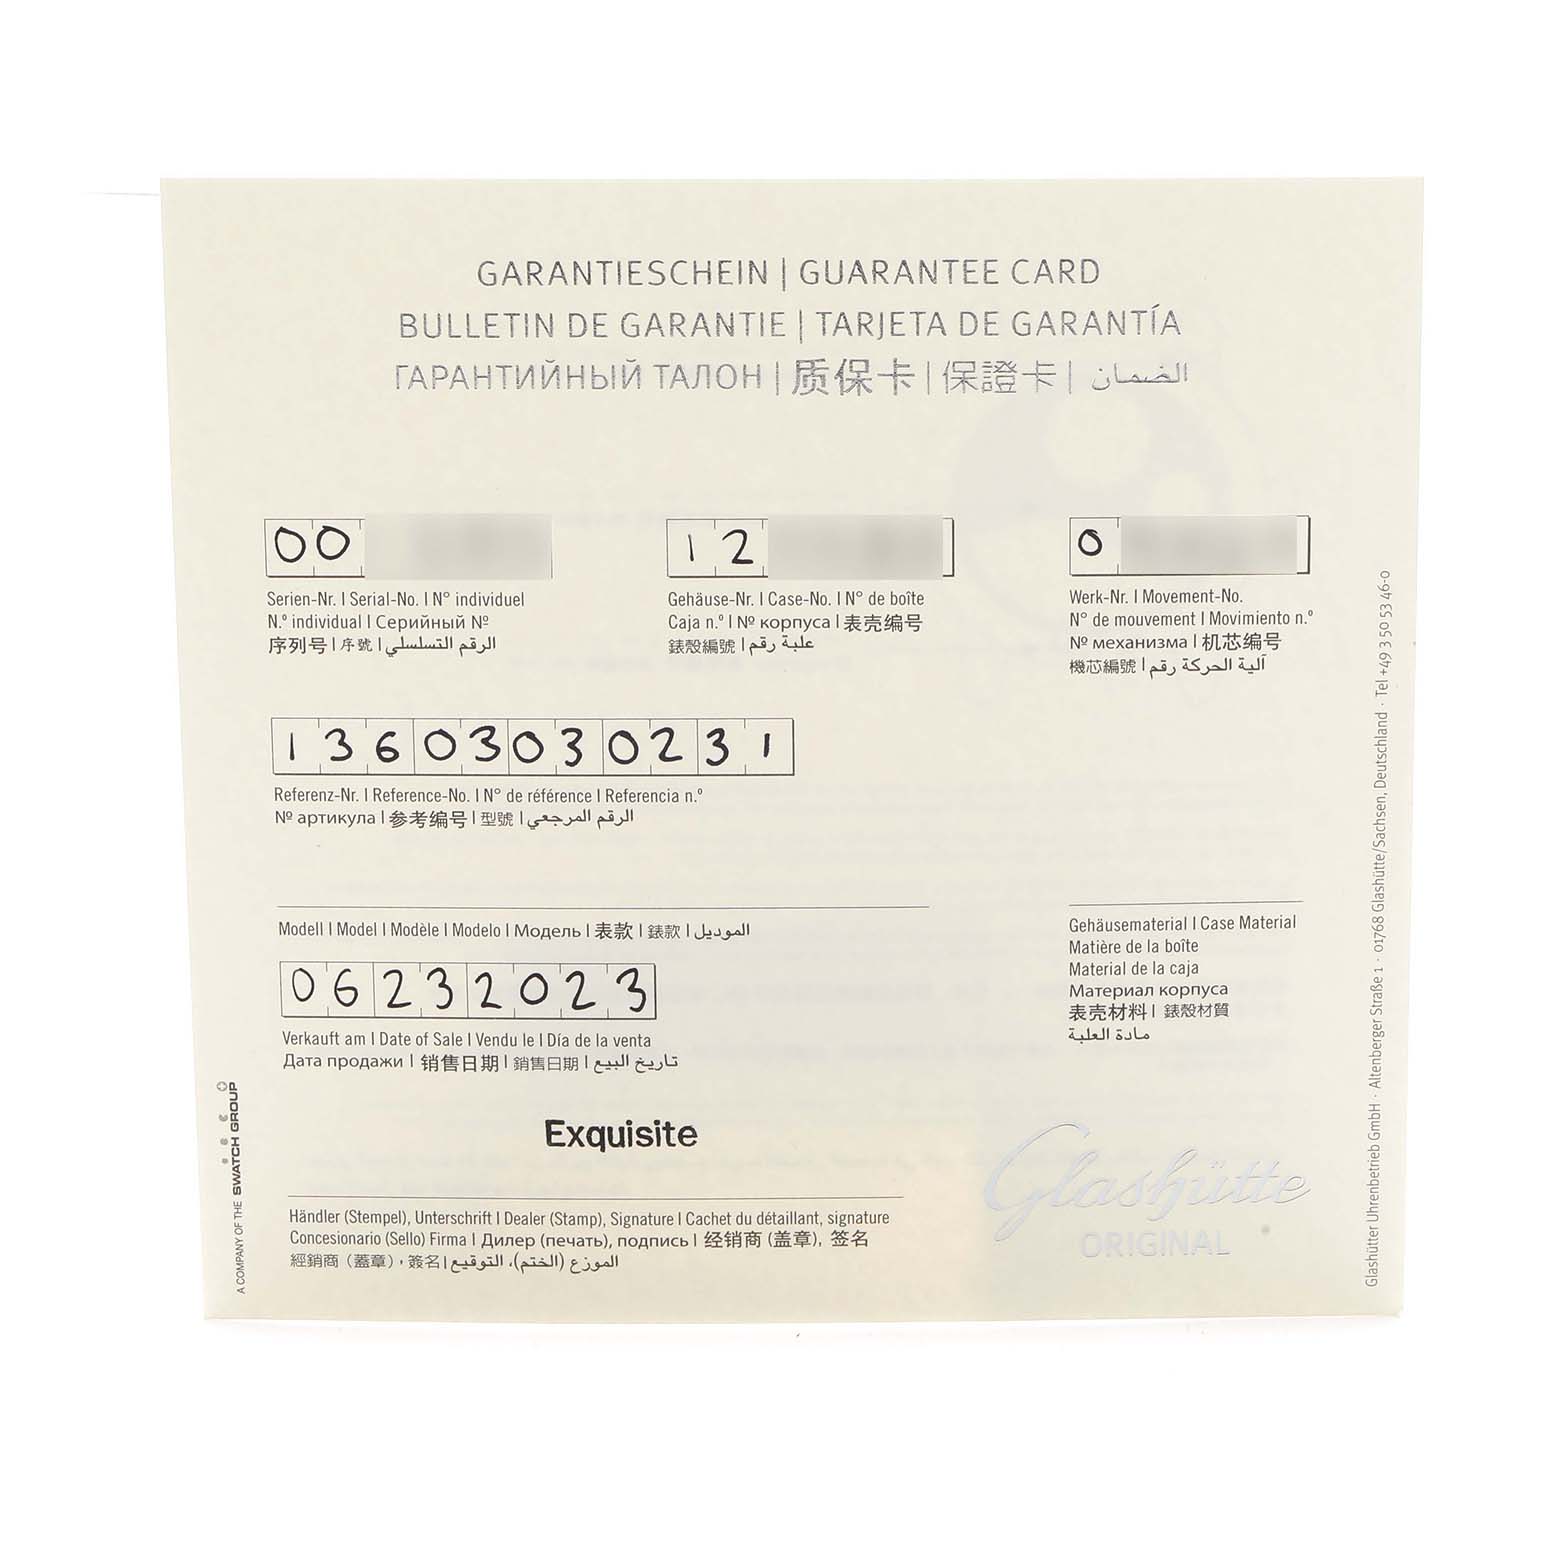 GARANTIESCHEIN | GUARANTEE CARD
BULLETIN DE GARANTIE | TARJETA DE GARANTÍA
ГАРАНТИЙНЫЙ ТАЛОН | 质保卡 | 保證卡 | الضمان
00
Serien-Nr. | Serial-No. | N° individuel
N.º individual | Серийный №
序列号 | 序號 | الرقم التسلسلي
12
Gehäuse-Nr. | Case-No. | N° de boîte
Caja n.º | № корпуса | 表壳编号
錶殼編號 | علبة رقم
0
Werk-Nr. | Movement-No.
N° de mouvement | Movimiento n.º
№ механизма | 机芯编号
機芯編號 | آلية الحركة رقم
13603030231
Referenz-Nr. | Reference-No. | N° de référence | Referencia n.º
№ артикула | 参考编号 | 型號 | الرقم المرجعي
Modell | Model | Modèle | Modelo | Модель | 表款 | 錶款 | الموديل
Gehäusematerial | Case Material
Matière de la boîte
Material de la caja
Материал корпуса
表壳材料 | 錶殼材質
مادة العلبة
06232023
Verkauft am | Date of Sale | Vendu le | Día de la venta
Дата продажи | 销售日期 | 銷售日期 | تاريخ البيع
Exquisite
Händler (Stempel), Unterschrift | Dealer (Stamp), Signature | Cachet du détaillant, signature
Concesionario (Sello) Firma | Дилер (печать), подпись | 经销商 (盖章), 签名
經銷商（蓋章），簽名 | الموزع (الختم)، التوقيع
Glashütte
ORIGINAL
A COMPANY OF THE SWATCH GROUP
Glashütter Uhrenbetrieb GmbH · Altenberger Straße 1 · 01768 Glashütte/Sachsen, Deutschland · Tel +49 3 50 53 46-0